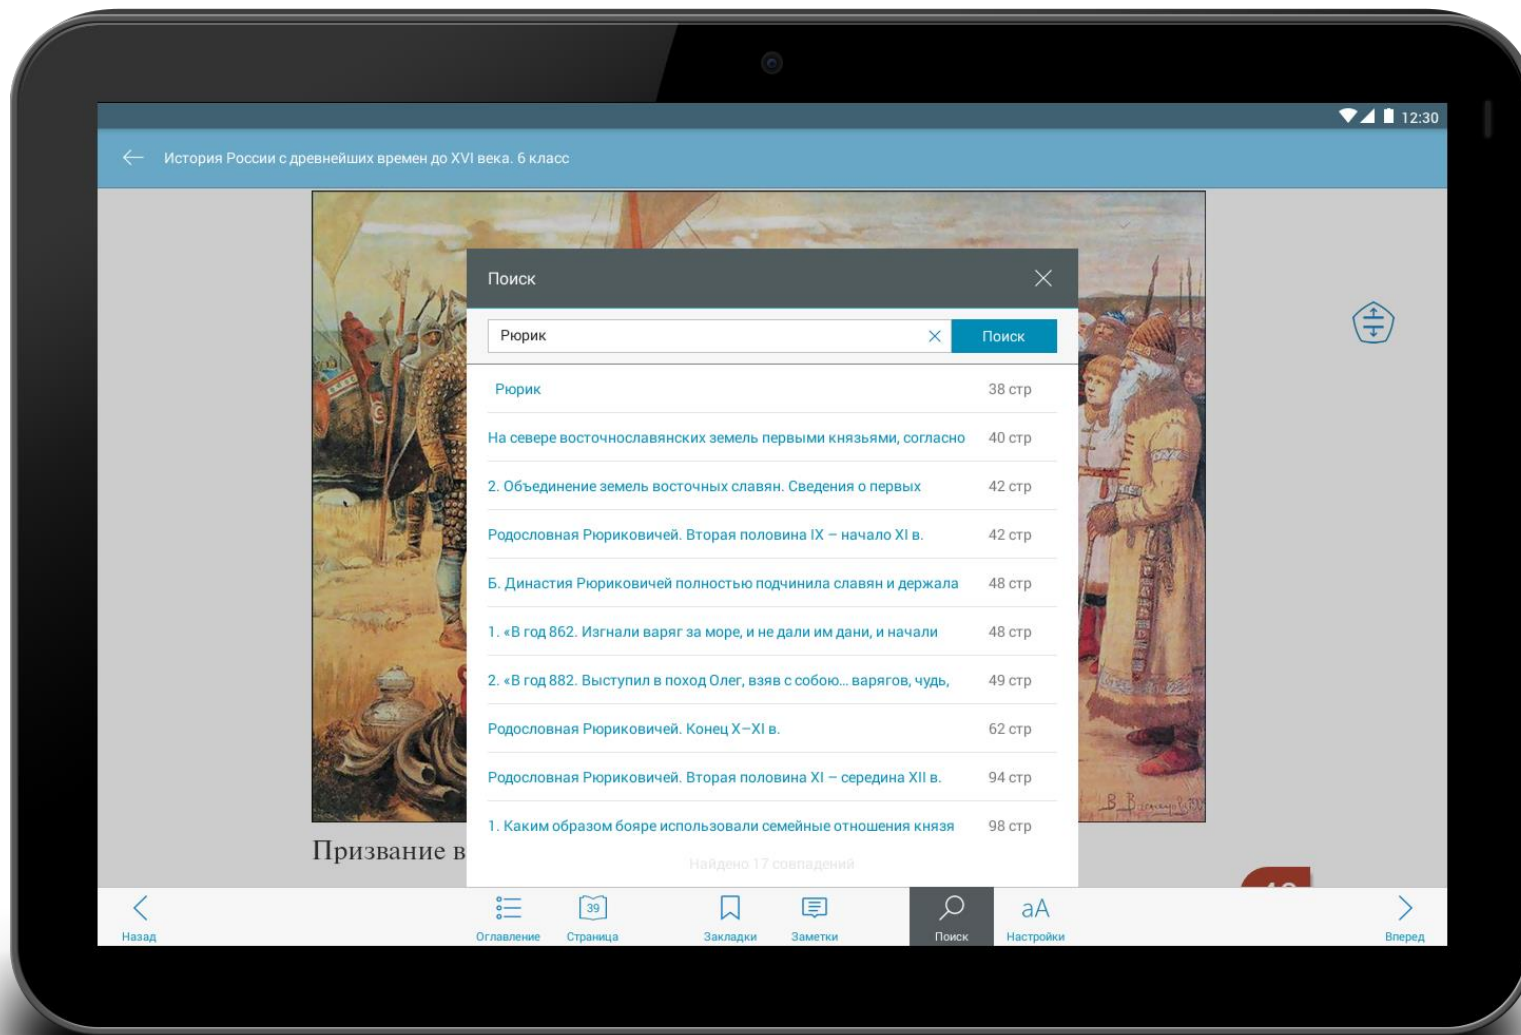 12:30
История России с древнейших времен до XVI века. 6 класс
Поиск
Рюрик
Поиск
Рюрик 38 стр
На севере восточнославянских земель первыми князьями, согласно 40 стр
2. Объединение земель восточных славян. Сведения о первых 42 стр
Родословная Рюриковичей. Вторая половина IX – начало XI в. 42 стр
Б. Династия Рюриковичей полностью подчинила славян и держала 48 стр
1. «В год 862. Изгнали варяг за море, и не дали им дани, и начали 48 стр
2. «В год 882. Выступил в поход Олег, взяв с собою... варягов, чудь, 49 стр
Родословная Рюриковичей. Конец X–XI в. 62 стр
Родословная Рюриковичей. Вторая половина XI – середина XII в. 94 стр
1. Каким образом бояре использовали семейные отношения князя 98 стр
Найдено 17 совпадений
Призвание в
39
aA
Назад
Оглавление
Страница
Закладки
Заметки
Поиск
Настройки
Вперед